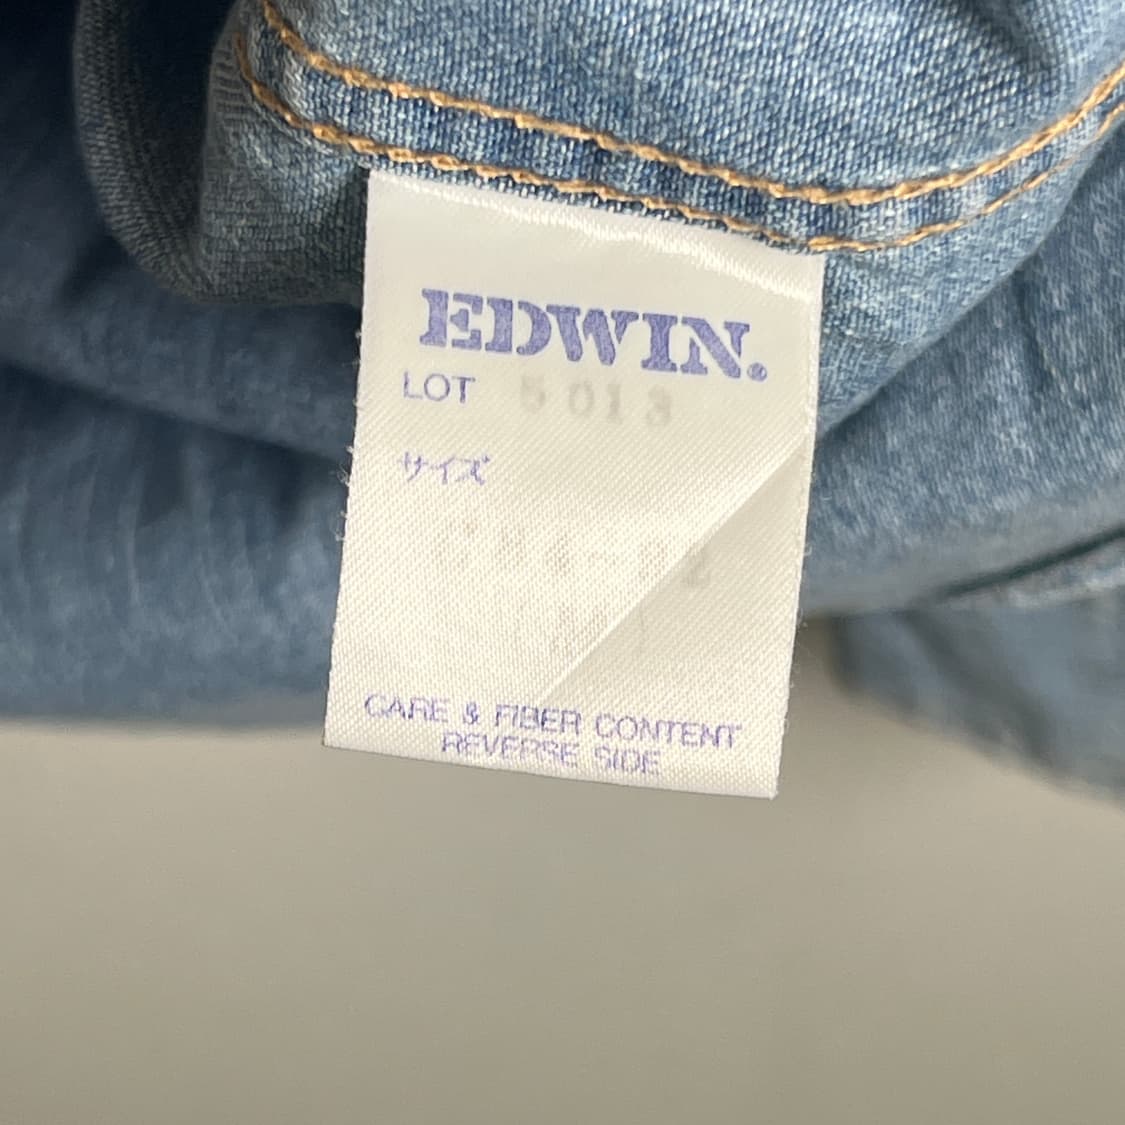 EDWIN.
LOT 5013
サイズ
CARE & FIBER CONTENT
REVERSE SIDE